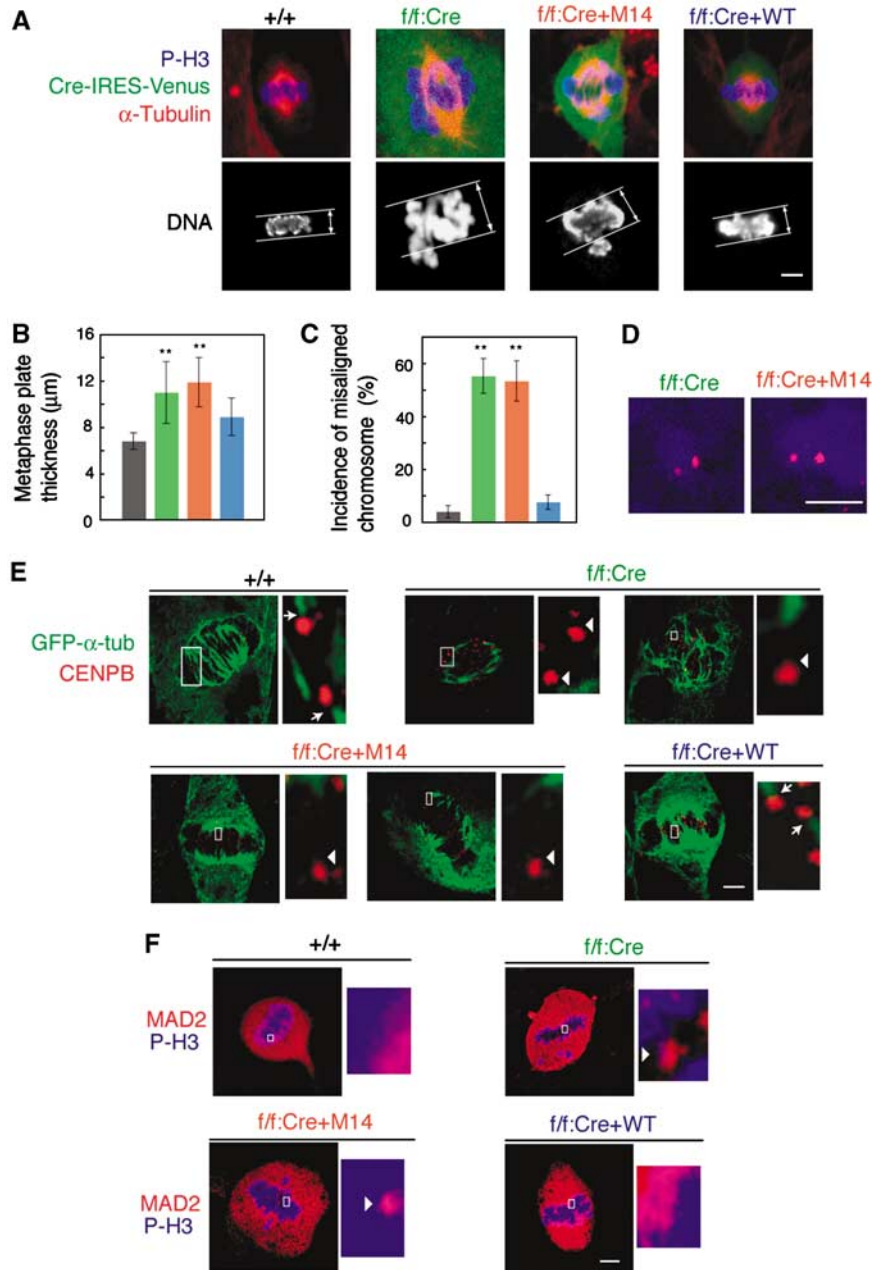 A
+/+
f/f:Cre
f/f:Cre+M14
f/f:Cre+WT
P-H3
Cre-IRES-Venus
α-Tubulin
DNA
B
Metaphase plate
thickness (μm)
16
12
8
4
0
**
**
C
Incidence of misaligned
chromosome (%)
60
40
20
0
**
**
D
f/f:Cre
f/f:Cre+M14
E
+/+
f/f:Cre
GFP-α-tub
CENPB
f/f:Cre+M14
f/f:Cre+WT
F
+/+
f/f:Cre
MAD2
P-H3
f/f:Cre+M14
f/f:Cre+WT
MAD2
P-H3